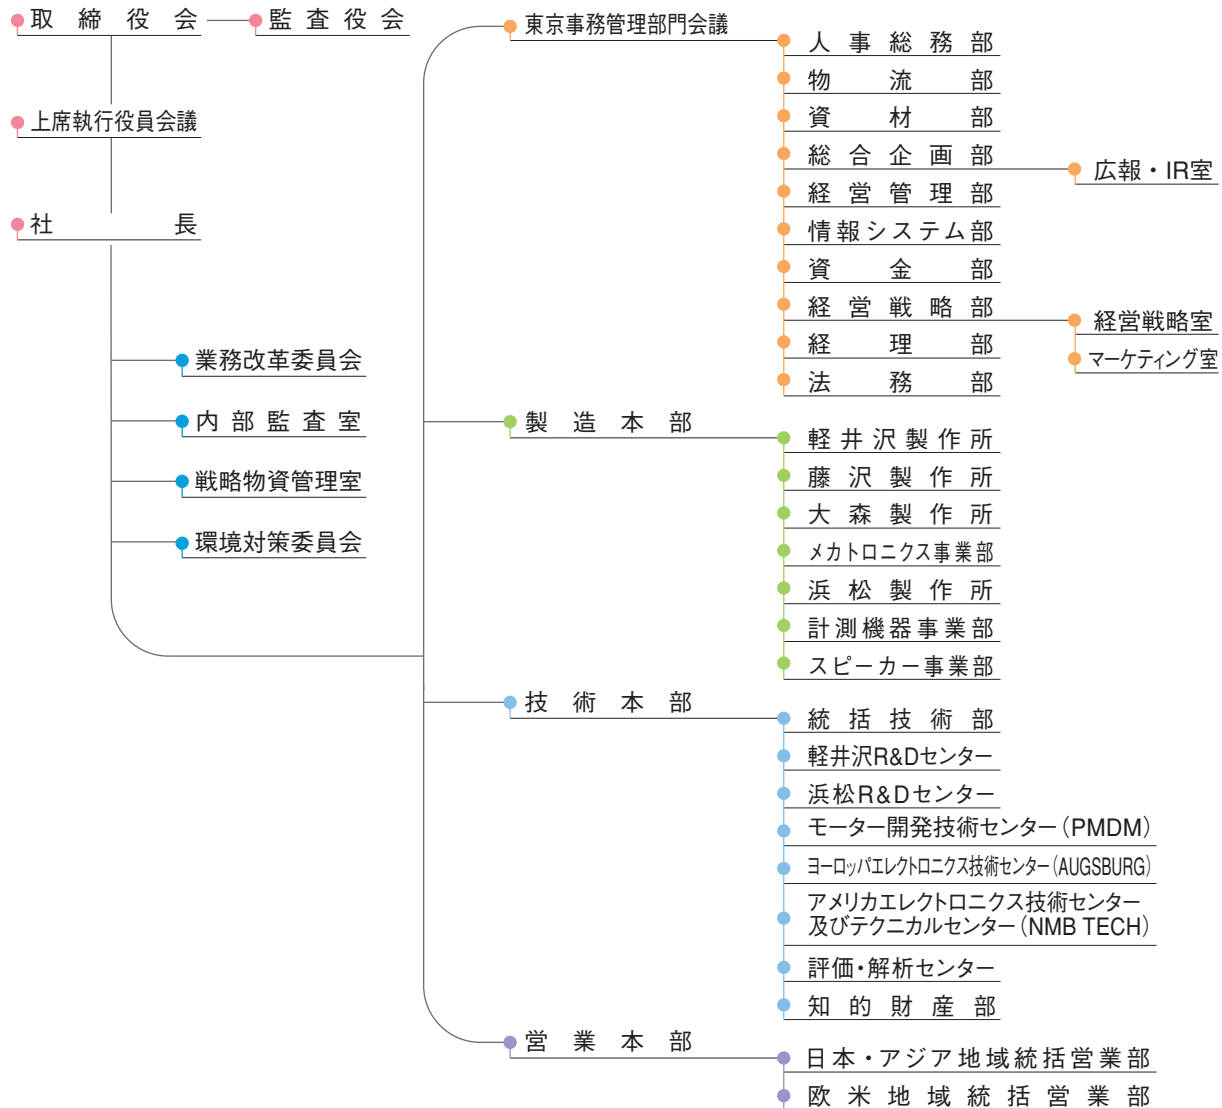 取締役会
監査役会
上席執行役員会議
社長
業務改革委員会
内部監査室
戦略物資管理室
環境対策委員会
東京事務管理部門会議
人事総務部
物流部
資材部
総合企画部
広報・IR室
経営管理部
情報システム部
資金部
経営戦略部
経営戦略室
マーケティング室
経理部
法務部
製造本部
軽井沢製作所
藤沢製作所
大森製作所
メカトロニクス事業部
浜松製作所
計測機器事業部
スピーカー事業部
技術本部
統括技術部
軽井沢R&Dセンター
浜松R&Dセンター
モーター開発技術センター(PMDM)
ヨーロッパエレクトロニクス技術センター(AUGSBURG)
アメリカエレクトロニクス技術センター
及びテクニカルセンター(NMB TECH)
評価・解析センター
知的財産部
営業本部
日本・アジア地域統括営業部
欧米地域統括営業部